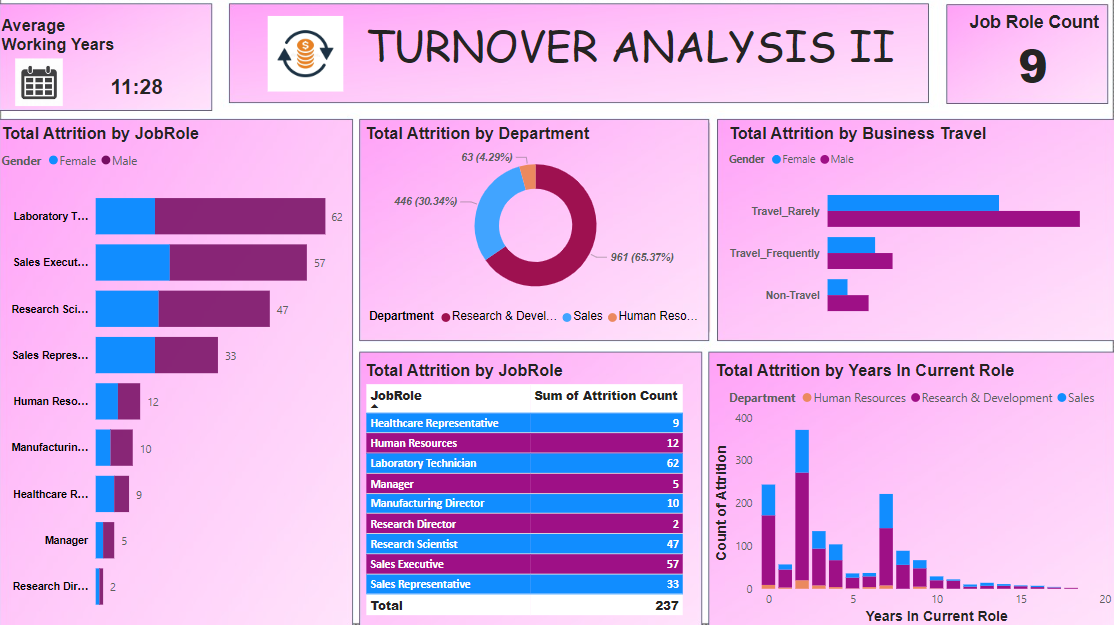 Average
Working Years
11:28
$
TURNOVER ANALYSIS II
Job Role Count
9
Total Attrition by JobRole
Gender Female Male
Laboratory T... 62
Sales Execut... 57
Research Sci... 47
Sales Repres... 33
Human Reso... 12
Manufacturin... 10
Healthcare R... 9
Manager 5
Research Dir... 2
Total Attrition by Department
63 (4.29%)
446 (30.34%)
961 (65.37%)
Department Research & Devel... Sales Human Reso...
Total Attrition by Business Travel
Gender Female Male
Travel_Rarely
Travel_Frequently
Non-Travel
Total Attrition by JobRole
JobRole Sum of Attrition Count
Healthcare Representative 9
Human Resources 12
Laboratory Technician 62
Manager 5
Manufacturing Director 10
Research Director 2
Research Scientist 47
Sales Executive 57
Sales Representative 33
Total 237
Total Attrition by Years In Current Role
Department Human Resources Research & Development Sales
Count of Attrition
400
300
200
100
0
0 5 10 15 20
Years In Current Role